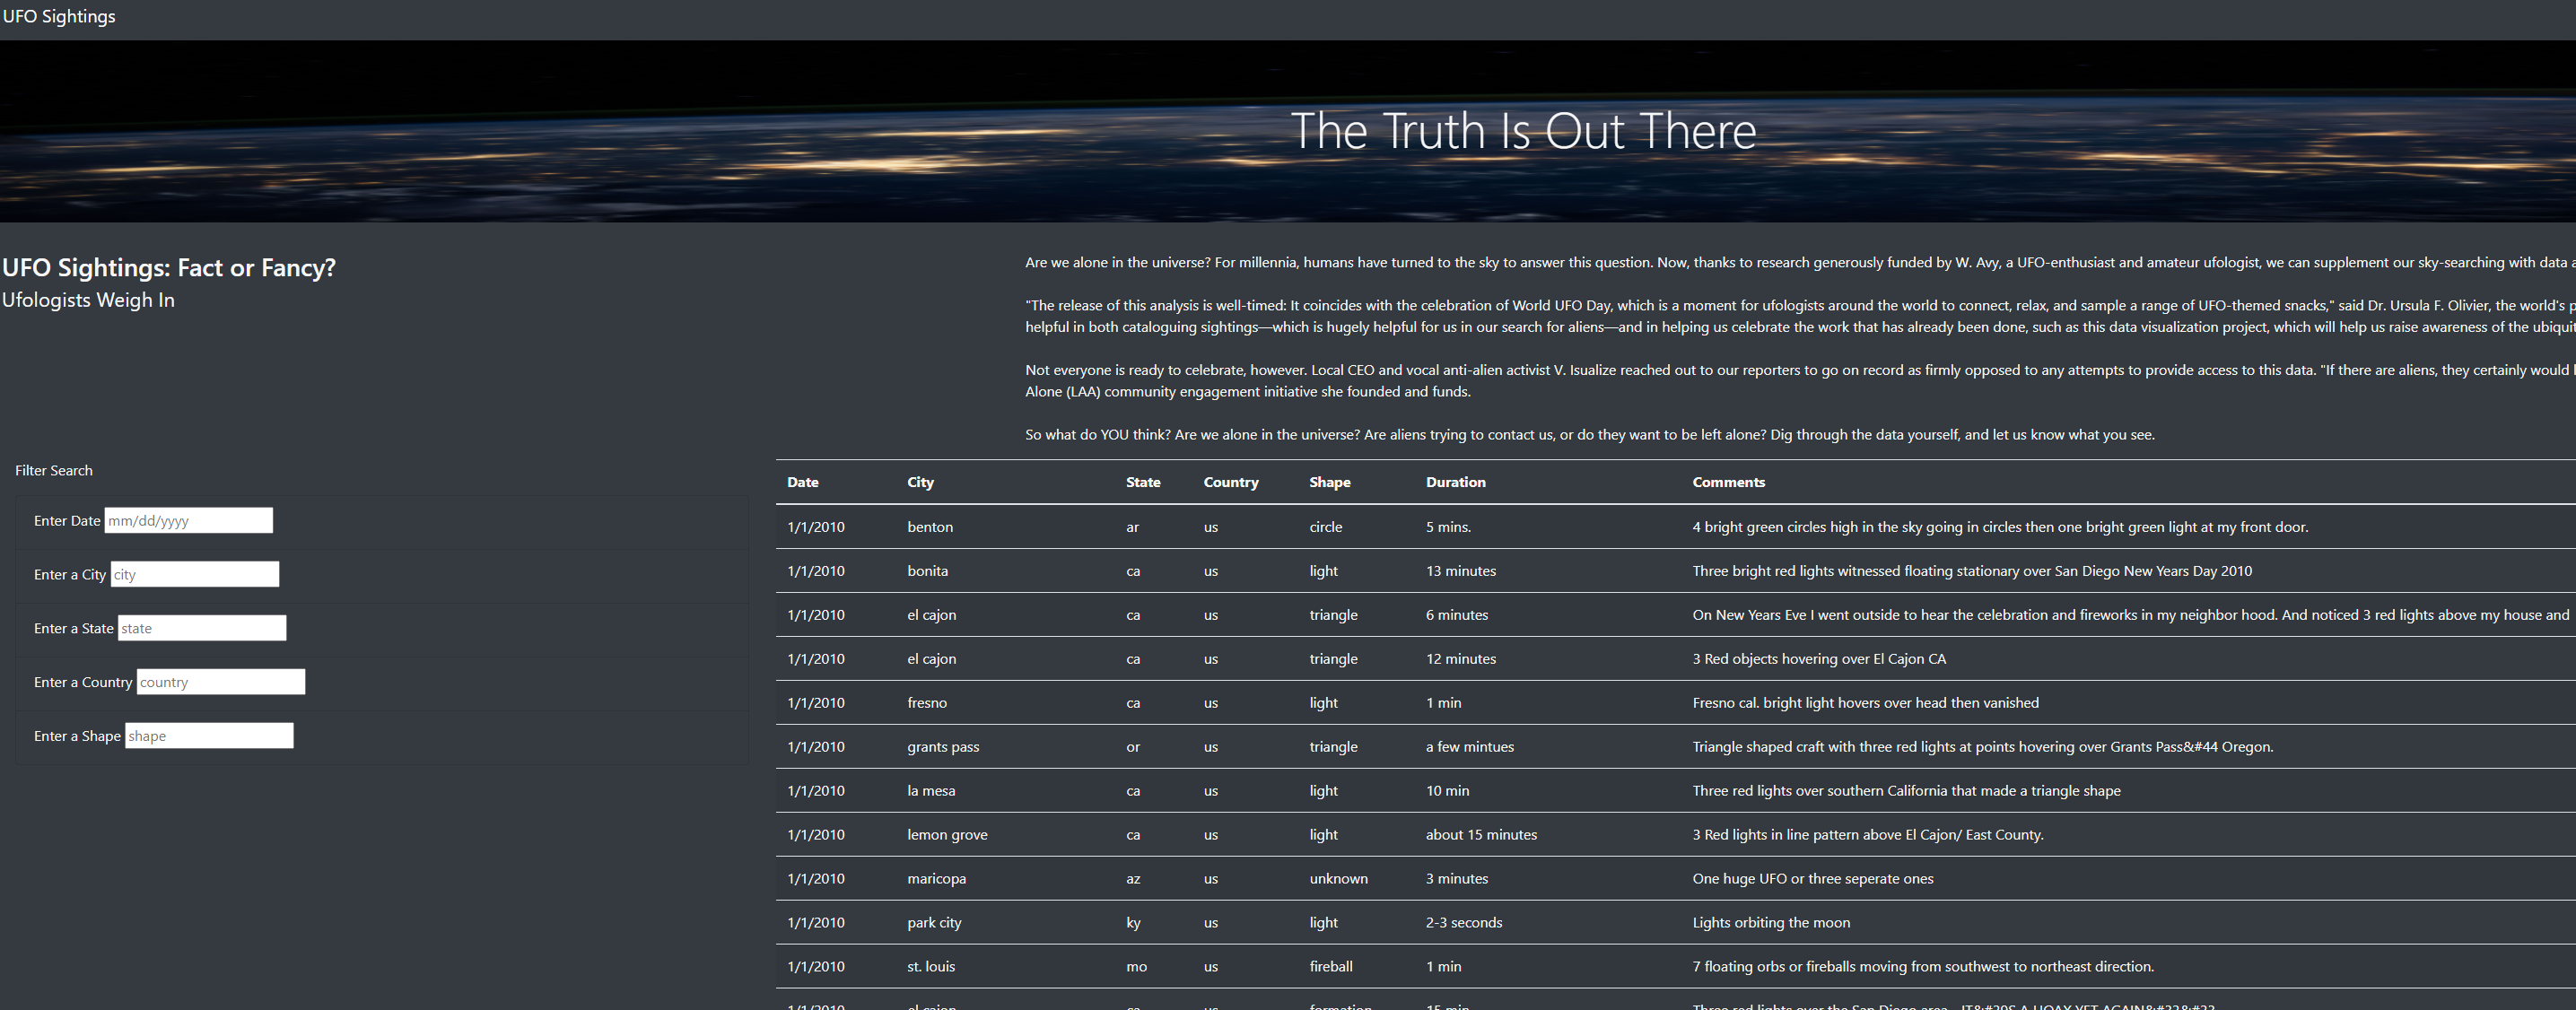 UFO Sightings
The Truth Is Out There
UFO Sightings: Fact or Fancy?
Ufologists Weigh In
Are we alone in the universe? For millennia, humans have turned to the sky to answer this question. Now, thanks to research generously funded by W. Avy, a UFO-enthusiast and amateur ufologist, we can supplement our sky-searching with data
"The release of this analysis is well-timed: It coincides with the celebration of World UFO Day, which is a moment for ufologists around the world to connect, relax, and sample a range of UFO-themed snacks," said Dr. Ursula F. Olivier, the world's
helpful in both cataloguing sightings—which is hugely helpful for us in our search for aliens—and in helping us celebrate the work that has already been done, such as this data visualization project, which will help us raise awareness of the
Not everyone is ready to celebrate, however. Local CEO and vocal anti-alien activist V. Isualize reached out to our reporters to go on record as firmly opposed to any attempts to provide access to this data. "If there are aliens, they certainly would
Alone (LAA) community engagement initiative she founded and funds.
So what do YOU think? Are we alone in the universe? Are aliens trying to contact us, or do they want to be left alone? Dig through the data yourself, and let us know what you see.
Filter Search
Enter Date mm/dd/yyyy
Enter a City city
Enter a State state
Enter a Country country
Enter a Shape shape
Date City State Country Shape Duration Comments
1/1/2010 benton ar us circle 5 mins. 4 bright green circles high in the sky going in circles then one bright green light at my front door.
1/1/2010 bonita ca us light 13 minutes Three bright red lights witnessed floating stationary over San Diego New Years Day 2010
1/1/2010 el cajon ca us triangle 6 minutes On New Years Eve I went outside to hear the celebration and fireworks in my neighbor hood. And noticed 3 red lights above my house and
1/1/2010 el cajon ca us triangle 12 minutes 3 Red objects hovering over El Cajon CA
1/1/2010 fresno ca us light 1 min Fresno cal. bright light hovers over head then vanished
1/1/2010 grants pass or us triangle a few mintues Triangle shaped craft with three red lights at points hovering over Grants Pass&#44 Oregon.
1/1/2010 la mesa ca us light 10 min Three red lights over southern California that made a triangle shape
1/1/2010 lemon grove ca us light about 15 minutes 3 Red lights in line pattern above El Cajon/ East County.
1/1/2010 maricopa az us unknown 3 minutes One huge UFO or three seperate ones
1/1/2010 park city ky us light 2-3 seconds Lights orbiting the moon
1/1/2010 st. louis mo us fireball 1 min 7 floating orbs or fireballs moving from southwest to northeast direction.
1/1/2010 el cajon ca us formation 15 min Three red lights over the San Diego area